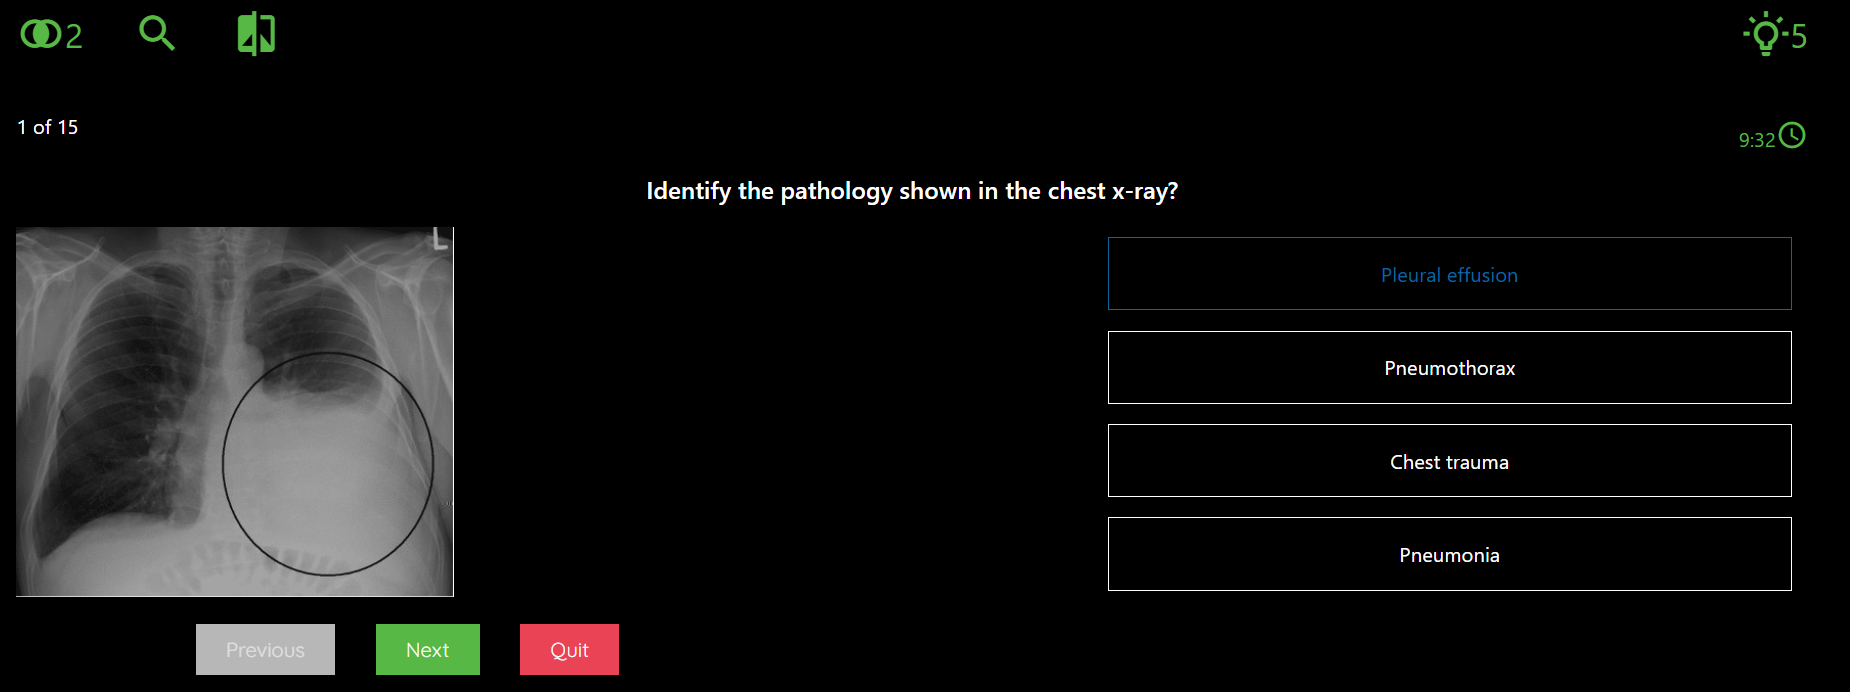 2
5
1 of 15
9:32
Identify the pathology shown in the chest x-ray?
L
Pleural effusion
Pneumothorax
Chest trauma
Pneumonia
Previous
Next
Quit